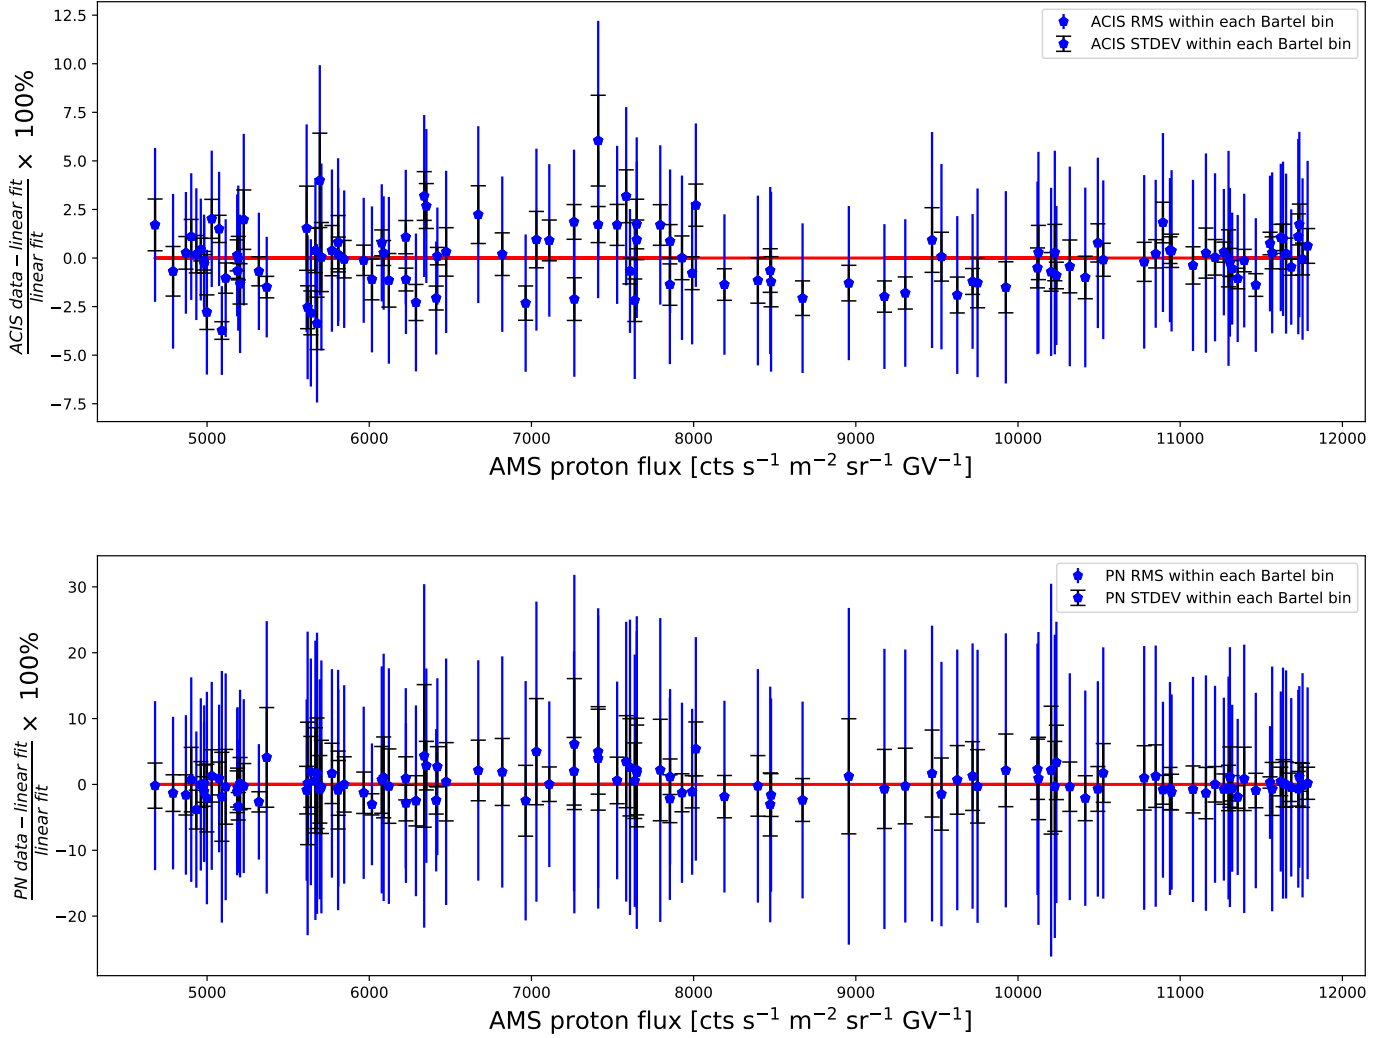 ACIS data − linear fit
linear fit
× 100%
12.5
10.0
7.5
5.0
2.5
0.0
−2.5
−5.0
−7.5
ACIS RMS within each Bartel bin
ACIS STDEV within each Bartel bin
5000 6000 7000 8000 9000 10000 11000 12000
AMS proton flux [cts s⁻¹ m⁻² sr⁻¹ GV⁻¹]
PN data − linear fit
linear fit
× 100%
30
20
10
0
−10
−20
PN RMS within each Bartel bin
PN STDEV within each Bartel bin
5000 6000 7000 8000 9000 10000 11000 12000
AMS proton flux [cts s⁻¹ m⁻² sr⁻¹ GV⁻¹]